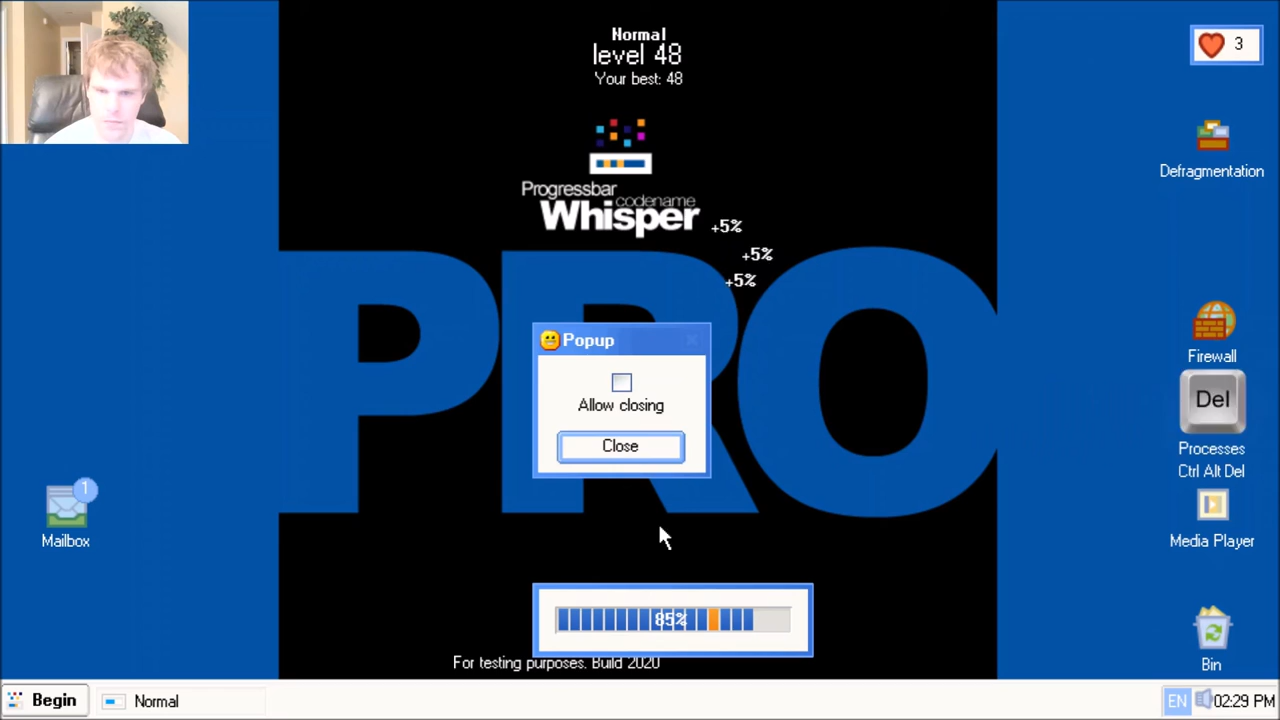 Normal
level 48
Your best: 48
3
Defragmentation
Progressbar
codename
Whisper
+5%
+5%
+5%
PRO
Popup
Allow closing
Close
Firewall
Del
Processes
Ctrl Alt Del
1
Mailbox
Media Player
85%
For testing purposes. Build 2020
Bin
Begin
Normal
EN
02:29 PM